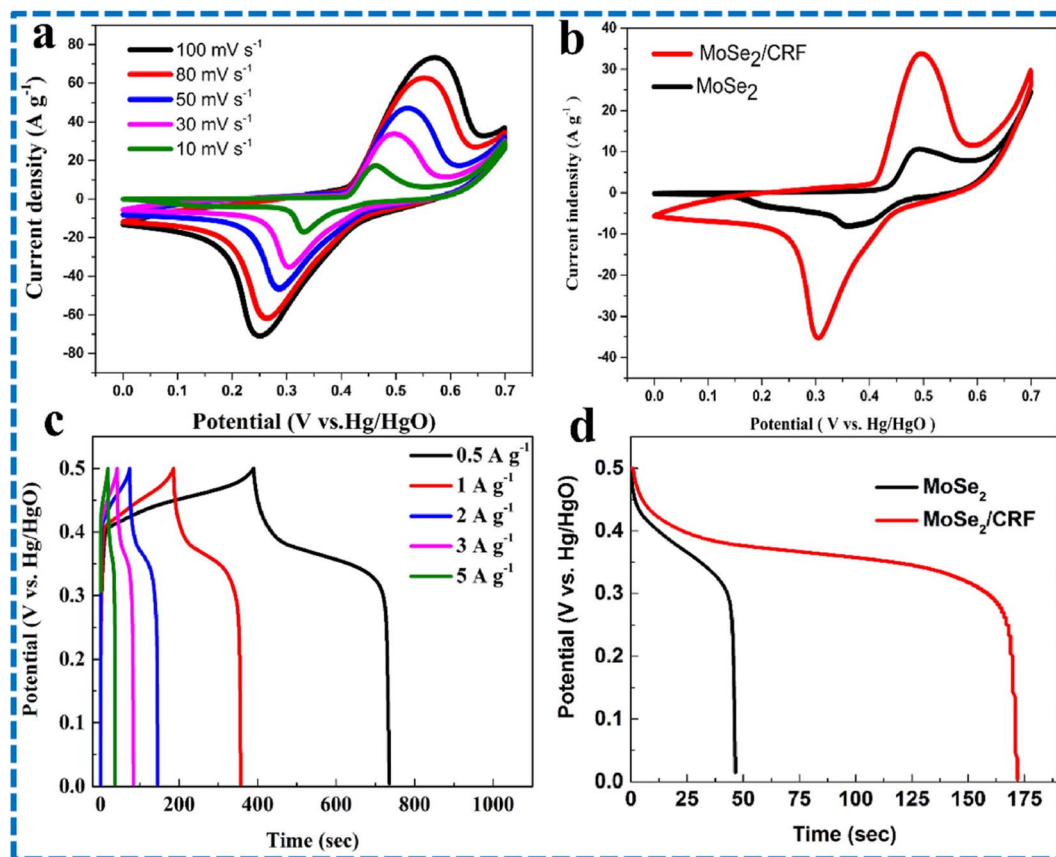 a
100 mV s-1
80 mV s-1
50 mV s-1
30 mV s-1
10 mV s-1
Current density (A g-1)
80
60
40
20
0
-20
-40
-60
-80
0.0 0.1 0.2 0.3 0.4 0.5 0.6 0.7
Potential (V vs.Hg/HgO)
b
MoSe2/CRF
MoSe2
Current indensity (A g-1)
40
30
20
10
0
-10
-20
-30
-40
0.0 0.1 0.2 0.3 0.4 0.5 0.6 0.7
Potential ( V vs.Hg/HgO )
c
0.5 A g-1
1 A g-1
2 A g-1
3 A g-1
5 A g-1
Potential (V vs. Hg/HgO)
0.5
0.4
0.3
0.2
0.1
0.0
0 200 400 600 800 1000
Time (sec)
d
MoSe2
MoSe2/CRF
Potential (V vs. Hg/HgO)
0.5
0.4
0.3
0.2
0.1
0.0
0 25 50 75 100 125 150 175
Time (sec)